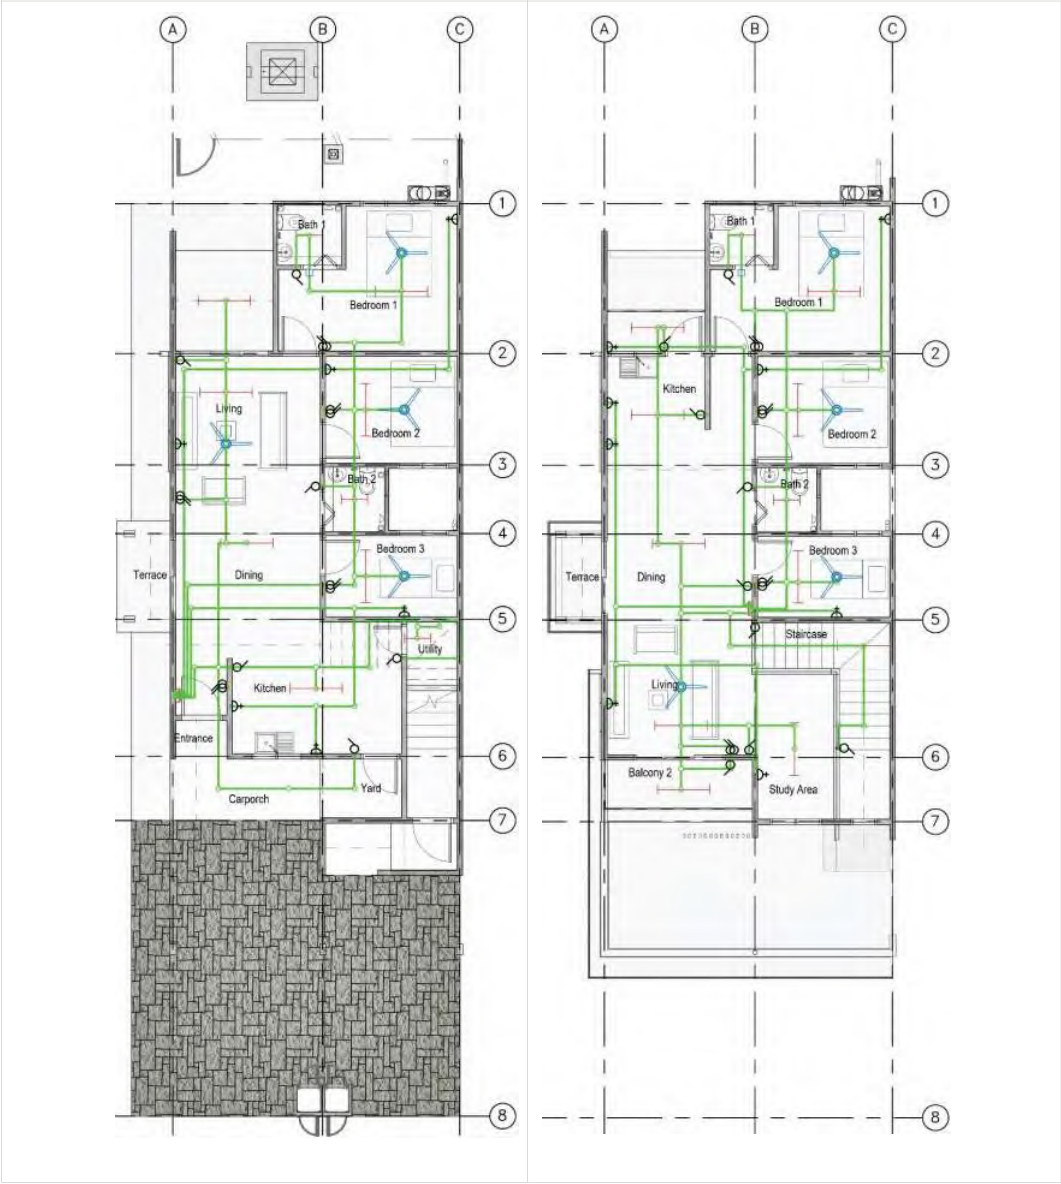 A B C A B C
1 1
Bath 1 Bath 1
Bedroom 1 Bedroom 1
2 2
Kitchen
Living
Bedroom 2 Bedroom 2
3 3
Bath 2 Bath 2
4 4
Bedroom 3 Bedroom 3
Terrace Dining Terrace Dining
5 5
Staircase
Utility
Kitchen Living
Entrance
6 6
Balcony 2
Yard Study Area
Carporch
7 7
8 8